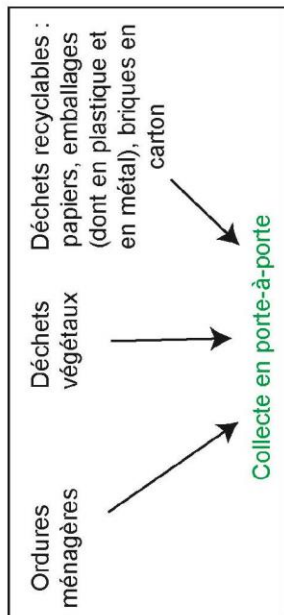 Ordures
ménagères
Déchets
végétaux
Déchets recyclables :
papiers, emballages
(dont en plastique et
en métal), briques en
carton
Collecte en porte-à-porte